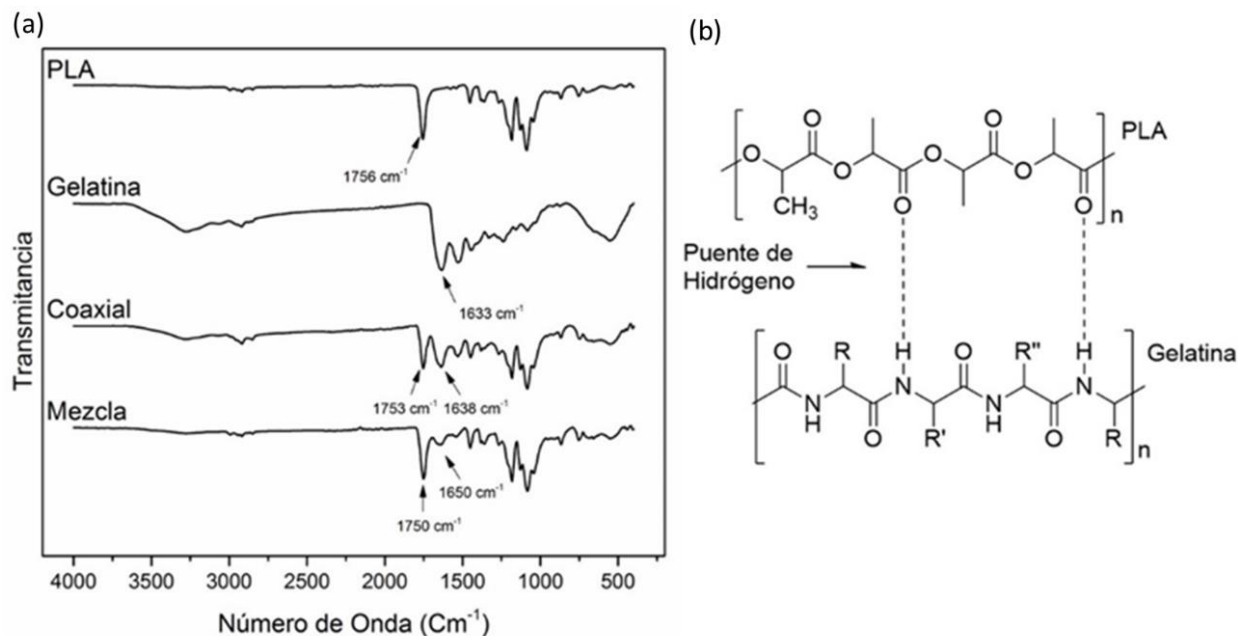 (a)
PLA
1756 cm⁻¹
Gelatina
1633 cm⁻¹
Coaxial
1753 cm⁻¹
1638 cm⁻¹
Mezcla
1650 cm⁻¹
1750 cm⁻¹
Transmitancia
4000 3500 3000 2500 2000 1500 1000 500
Número de Onda (Cm⁻¹)
(b)
O O O O
O O O O
CH₃
n
PLA
Puente de
Hidrógeno
O R H O R" H
Gelatina
N N N N
H O R' H O R
n